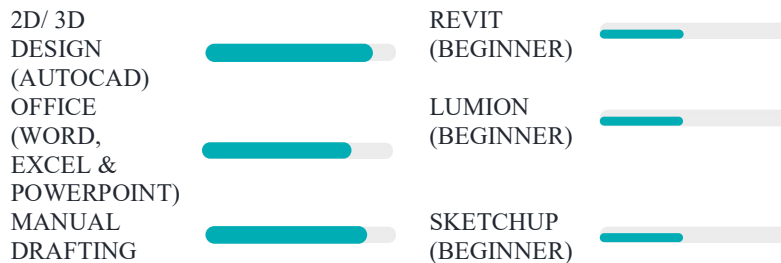 2D/ 3D
DESIGN
(AUTOCAD)
OFFICE
(WORD,
EXCEL &
POWERPOINT)
MANUAL
DRAFTING
REVIT
(BEGINNER)
LUMION
(BEGINNER)
SKETCHUP
(BEGINNER)